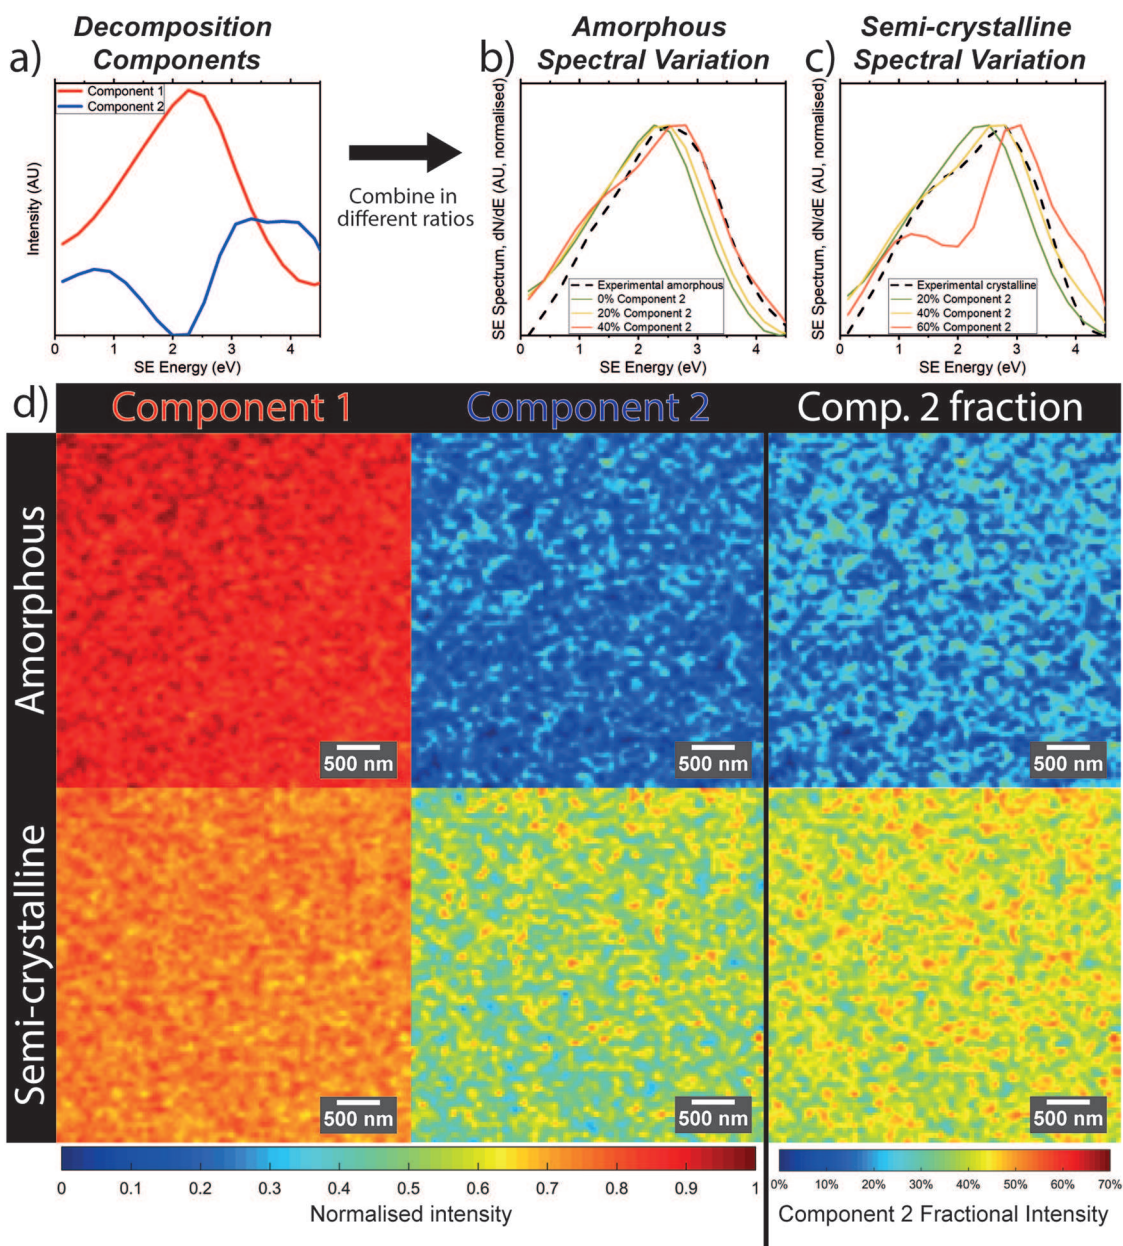 Decomposition
Components
Amorphous
Spectral Variation
Semi-crystalline
Spectral Variation
a)
Component 1
Component 2
Intensity (AU)
0 1 2 3 4
SE Energy (eV)
Combine in
different ratios
b)
SE Spectrum, dN/dE (AU, normalised)
Experimental amorphous
0% Component 2
20% Component 2
40% Component 2
0 1 2 3 4
SE Energy (eV)
c)
SE Spectrum, dN/dE (AU, normalised)
Experimental crystalline
20% Component 2
40% Component 2
60% Component 2
0 1 2 3 4
SE Energy (eV)
d)
Component 1
Component 2
Comp. 2 fraction
Amorphous
500 nm
500 nm
500 nm
Semi-crystalline
500 nm
500 nm
500 nm
0 0.1 0.2 0.3 0.4 0.5 0.6 0.7 0.8 0.9 1
Normalised intensity
0% 10% 20% 30% 40% 50% 60% 70%
Component 2 Fractional Intensity